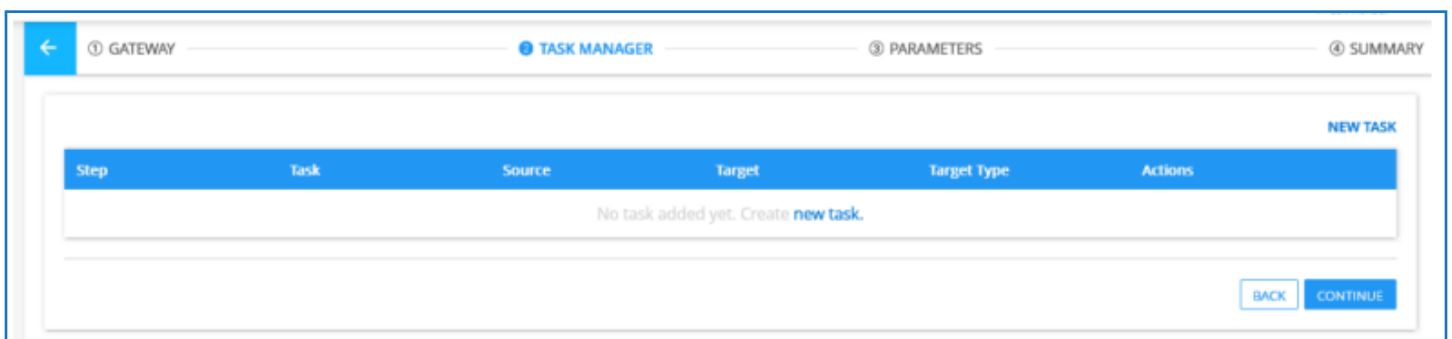 ① GATEWAY ② TASK MANAGER ③ PARAMETERS ④ SUMMARY
NEW TASK
Step Task Source Target Target Type Actions
No task added yet. Create new task.
BACK CONTINUE